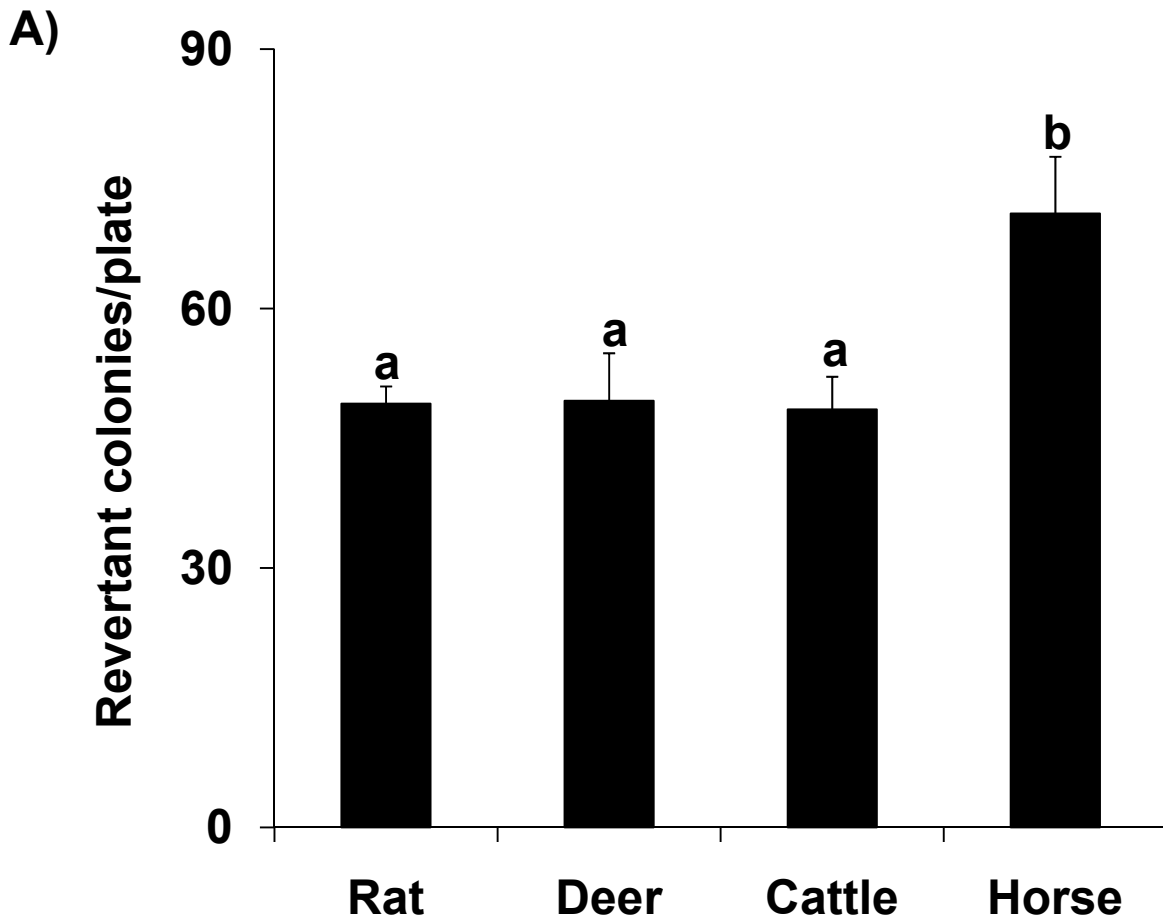 A)
90
60
30
0
Revertant colonies/plate
a
a
a
b
Rat Deer Cattle Horse